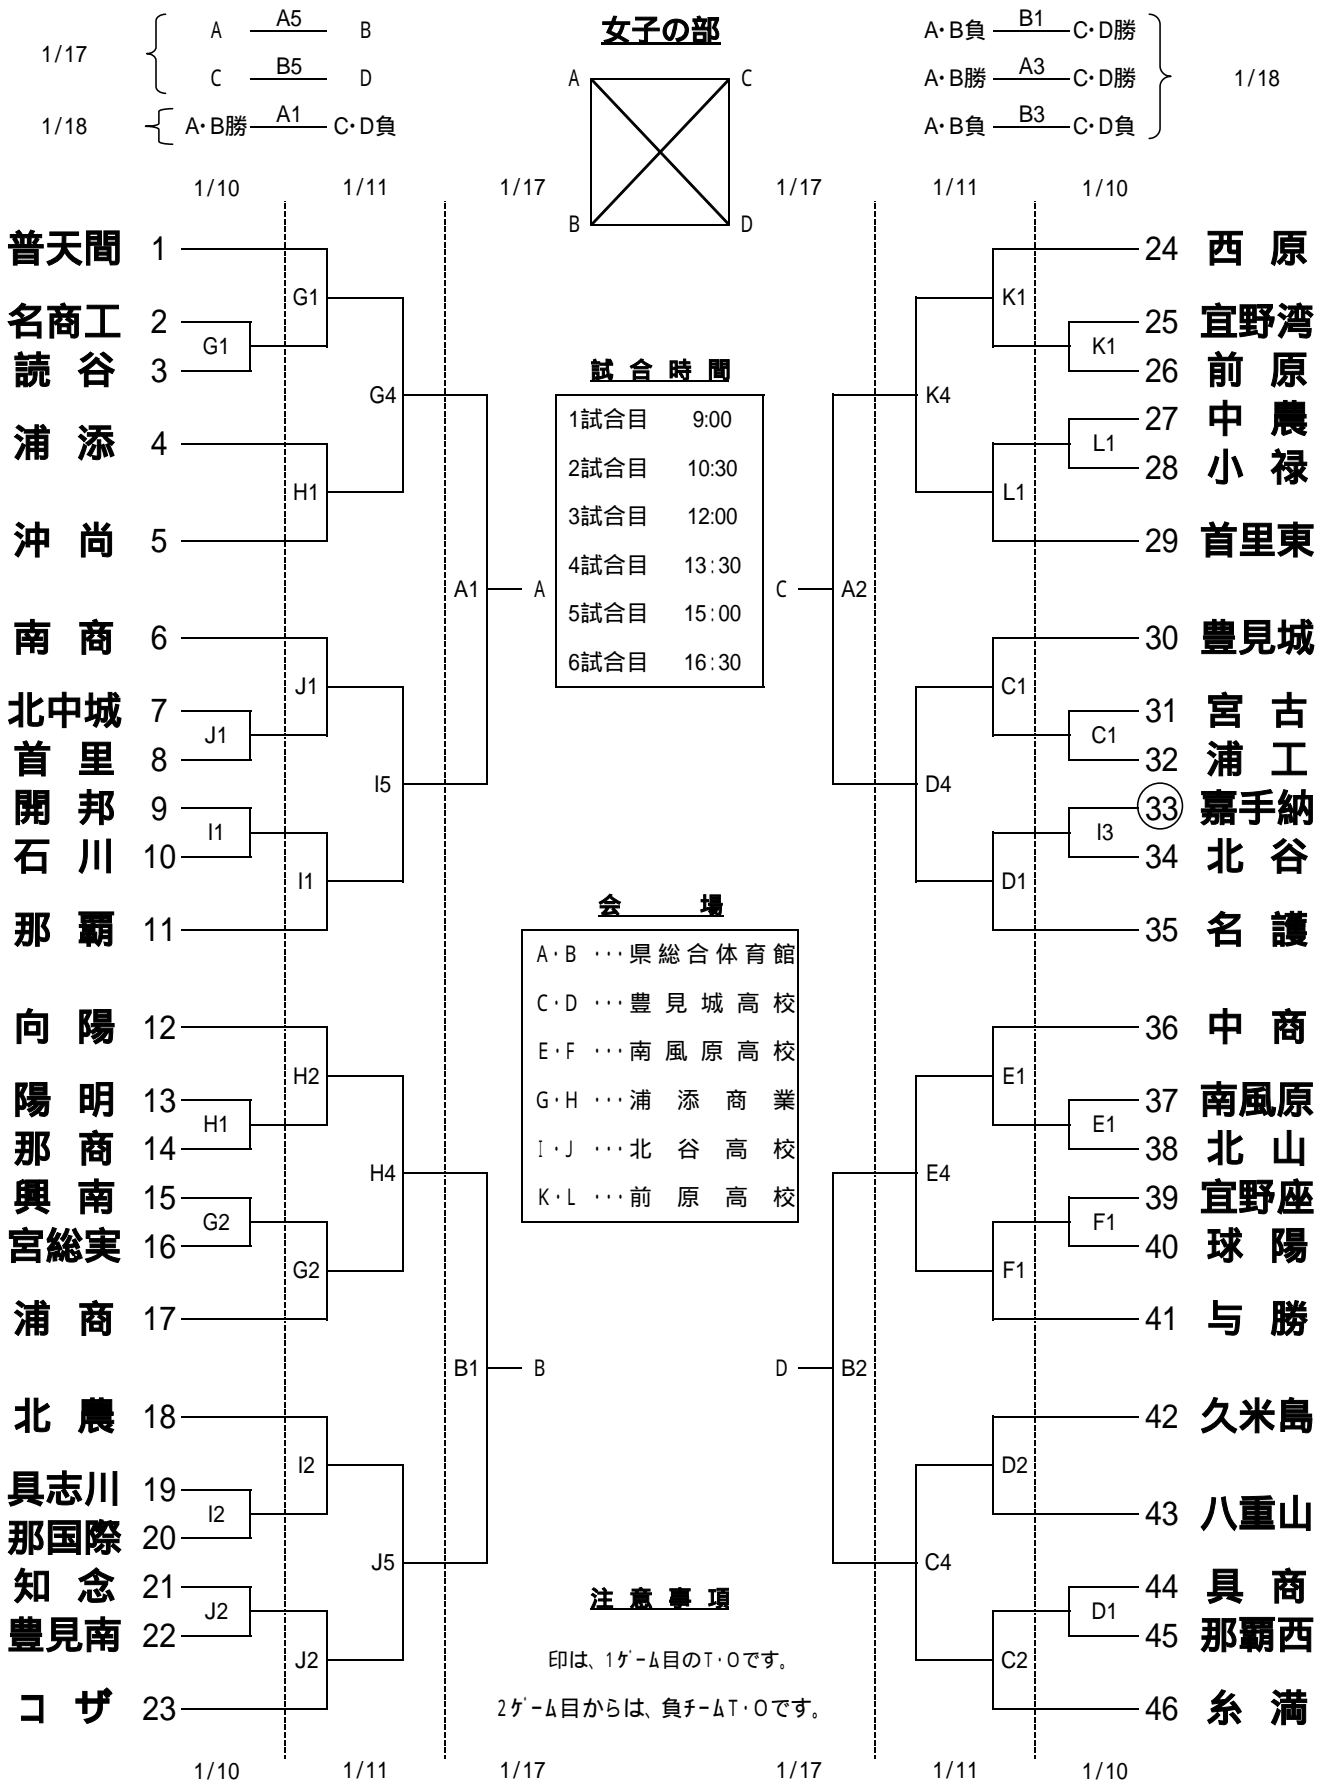 女子の部
1/17
A A5 B
C B5 D
1/18
A・B勝 A1 C・D負
A・B負 B1 C・D勝
A・B勝 A3 C・D勝
A・B負 B3 C・D負
1/18
A C
B D
1/10 1/11 1/17 1/17 1/11 1/10
普天間 1
名商工 2
読谷 3
浦添 4
沖尚 5
南商 6
北中城 7
首里 8
開邦 9
石川 10
那覇 11
向陽 12
陽明 13
那商 14
興南 15
宮総実 16
浦商 17
北農 18
具志川 19
那国際 20
知念 21
豊見南 22
コザ 23
G1
J1
I1
H1
G2
I2
J2
G1
H1
J1
I1
H2
G2
I2
J2
G4
I5
H4
J5
A1
B1
A
B
試合時間
1試合目 9:00
2試合目 10:30
3試合目 12:00
4試合目 13:30
5試合目 15:00
6試合目 16:30
会場
A・B ・・・県総合体育館
C・D ・・・豊見城高校
E・F ・・・南風原高校
G・H ・・・浦添商業
I・J ・・・北谷高校
K・L ・・・前原高校
注意事項
印は、1ゲーム目のT・Oです。
2ゲーム目からは、負チームT・Oです。
C
D
A2
B2
K4
D4
E4
C4
K1
L1
C1
D1
E1
F1
D2
C2
K1
L1
C1
I3
E1
F1
D1
24 西原
25 宜野湾
26 前原
27 中農
28 小禄
29 首里東
30 豊見城
31 宮古
32 浦工
33 嘉手納
34 北谷
35 名護
36 中商
37 南風原
38 北山
39 宜野座
40 球陽
41 与勝
42 久米島
43 八重山
44 具商
45 那覇西
46 糸満
1/10 1/11 1/17 1/17 1/11 1/10